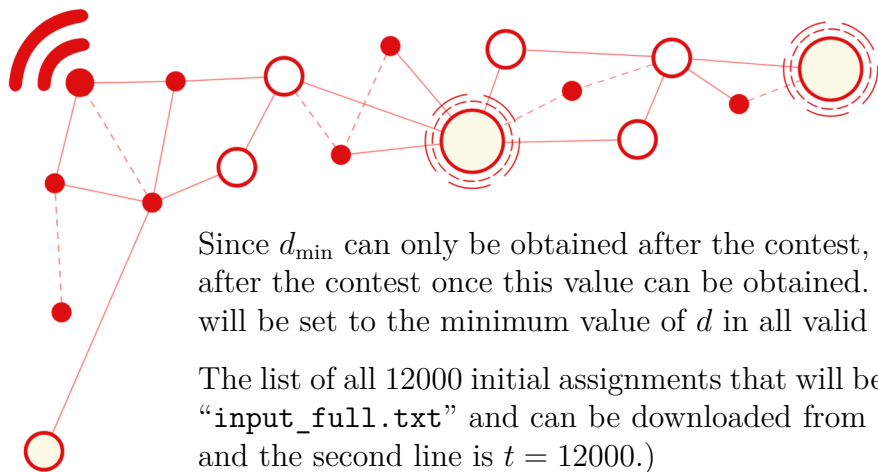 Since d_min can only be obtained after the contest,
after the contest once this value can be obtained.
will be set to the minimum value of d in all valid
The list of all 12000 initial assignments that will be
“input_full.txt” and can be downloaded from
and the second line is t = 12000.)